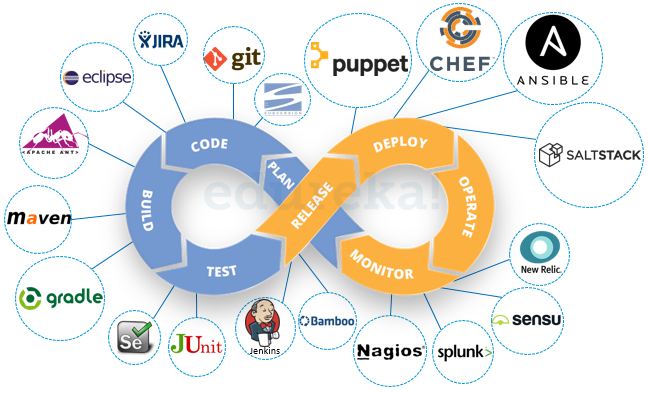 JIRA
git
puppet
CHEF
ANSIBLE
eclipse
SUBVERSION
SALTSTACK
<APACHE ANT>
CODE
PLAN
DEPLOY
edureka!
BUILD
RELEASE
OPERATE
maven
TEST
MONITOR
New Relic.
gradle
Se
JUnit
Jenkins
Bamboo
Nagios®
splunk>
sensu